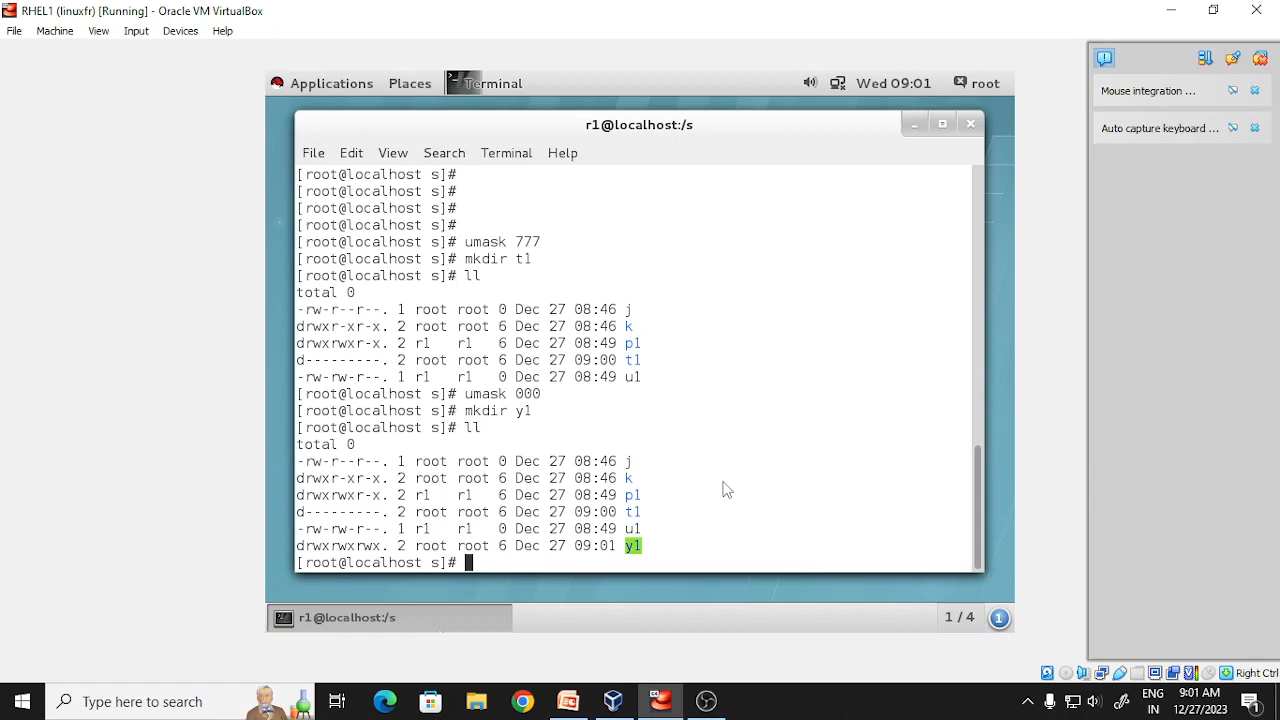 RHEL1 (linuxfr) [Running] - Oracle VM VirtualBox
File Machine View Input Devices Help
Mouse integration ...
Auto capture keyboard ...
Applications Places Terminal Wed 09:01 root
r1@localhost:/s
File Edit View Search Terminal Help
[root@localhost s]#
[root@localhost s]#
[root@localhost s]#
[root@localhost s]#
[root@localhost s]# umask 777
[root@localhost s]# mkdir t1
[root@localhost s]# ll
total 0
-rw-r--r--. 1 root root 0 Dec 27 08:46 j
drwxr-xr-x. 2 root root 6 Dec 27 08:46 k
drwxrwxr-x. 2 r1 r1 6 Dec 27 08:49 p1
d---------. 2 root root 6 Dec 27 09:00 t1
-rw-rw-r--. 1 r1 r1 0 Dec 27 08:49 u1
[root@localhost s]# umask 000
[root@localhost s]# mkdir y1
[root@localhost s]# ll
total 0
-rw-r--r--. 1 root root 0 Dec 27 08:46 j
drwxr-xr-x. 2 root root 6 Dec 27 08:46 k
drwxrwxr-x. 2 r1 r1 6 Dec 27 08:49 p1
d---------. 2 root root 6 Dec 27 09:00 t1
-rw-rw-r--. 1 r1 r1 0 Dec 27 08:49 u1
drwxrwxrwx. 2 root root 6 Dec 27 09:01 y1
[root@localhost s]#
r1@localhost:/s 1 / 4 1
Right Ctrl
Type here to search
ENG 9:01 AM
IN 12/27/2023